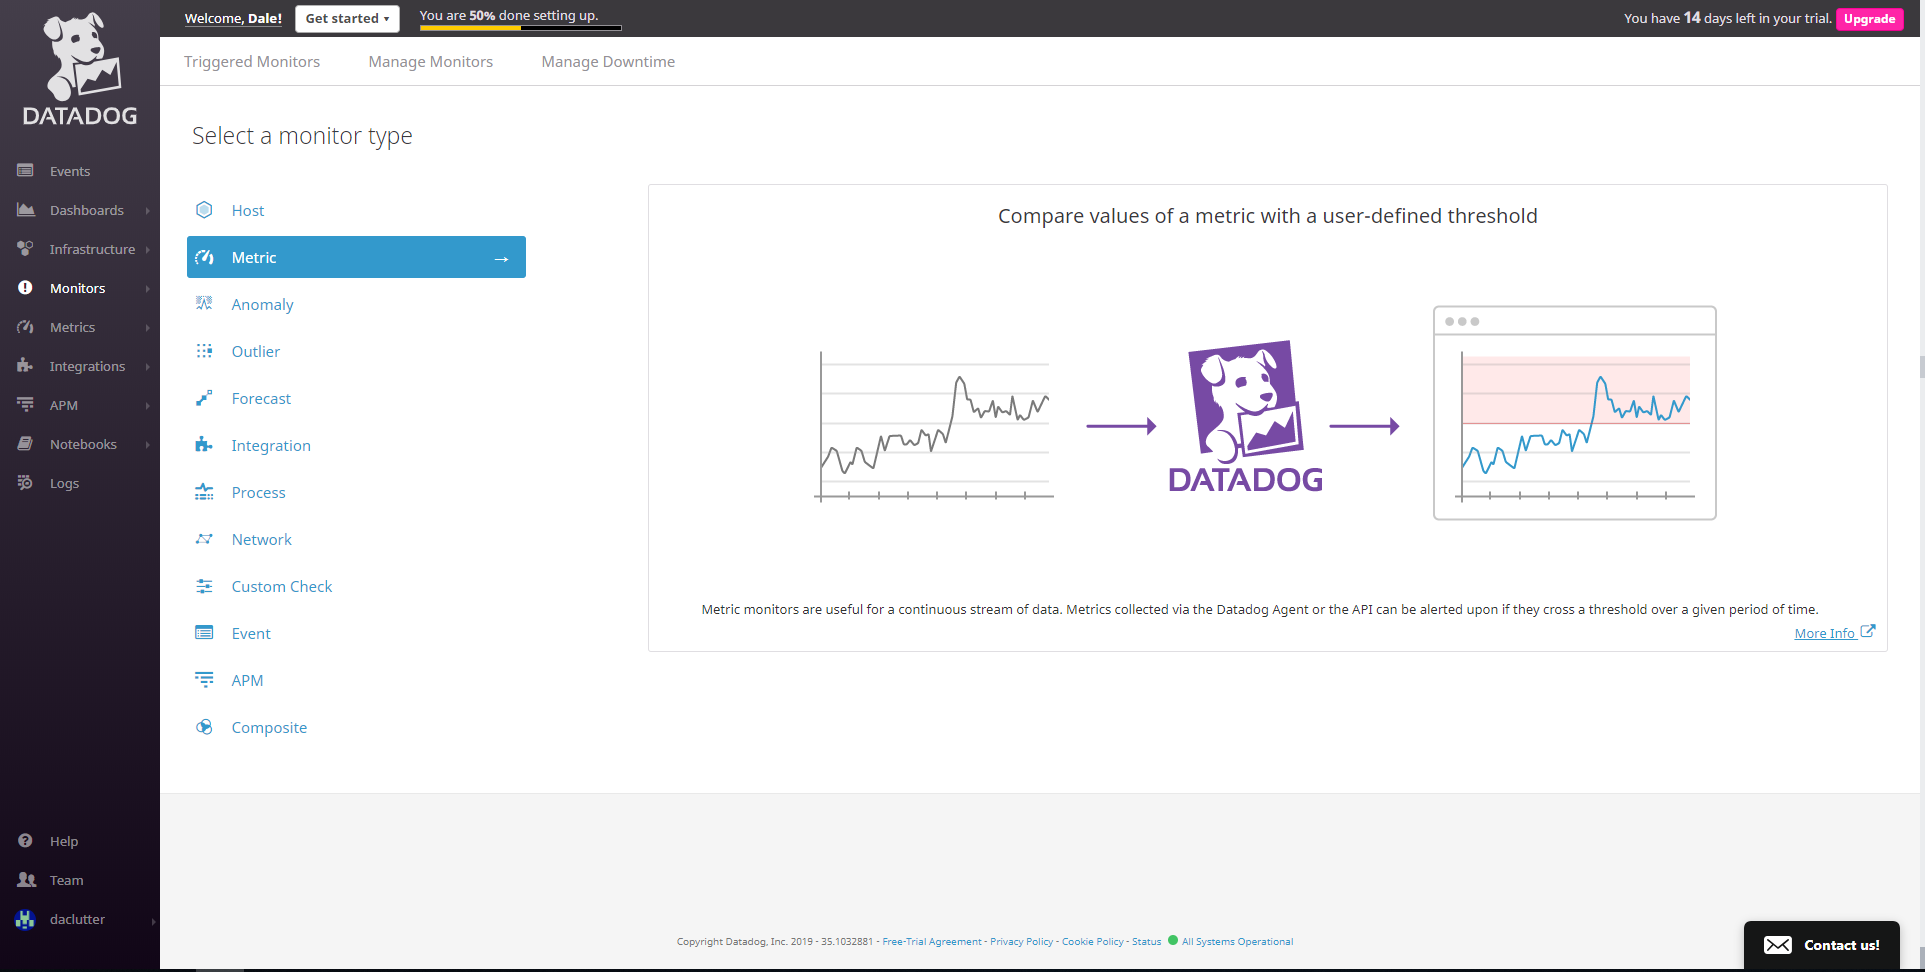 DATADOG
Events
Dashboards
Infrastructure
Monitors
Metrics
Integrations
APM
Notebooks
Logs
Help
Team
daclutter
Welcome, Dale!
Get started
You are 50% done setting up.
You have 14 days left in your trial.
Upgrade
Triggered Monitors
Manage Monitors
Manage Downtime
Select a monitor type
Host
Metric →
Anomaly
Outlier
Forecast
Integration
Process
Network
Custom Check
Event
APM
Composite
Compare values of a metric with a user-defined threshold
DATADOG
Metric monitors are useful for a continuous stream of data. Metrics collected via the Datadog Agent or the API can be alerted upon if they cross a threshold over a given period of time.
More Info
Copyright Datadog, Inc. 2019 - 35.1032881 - Free-Trial Agreement - Privacy Policy - Cookie Policy - Status All Systems Operational
Contact us!